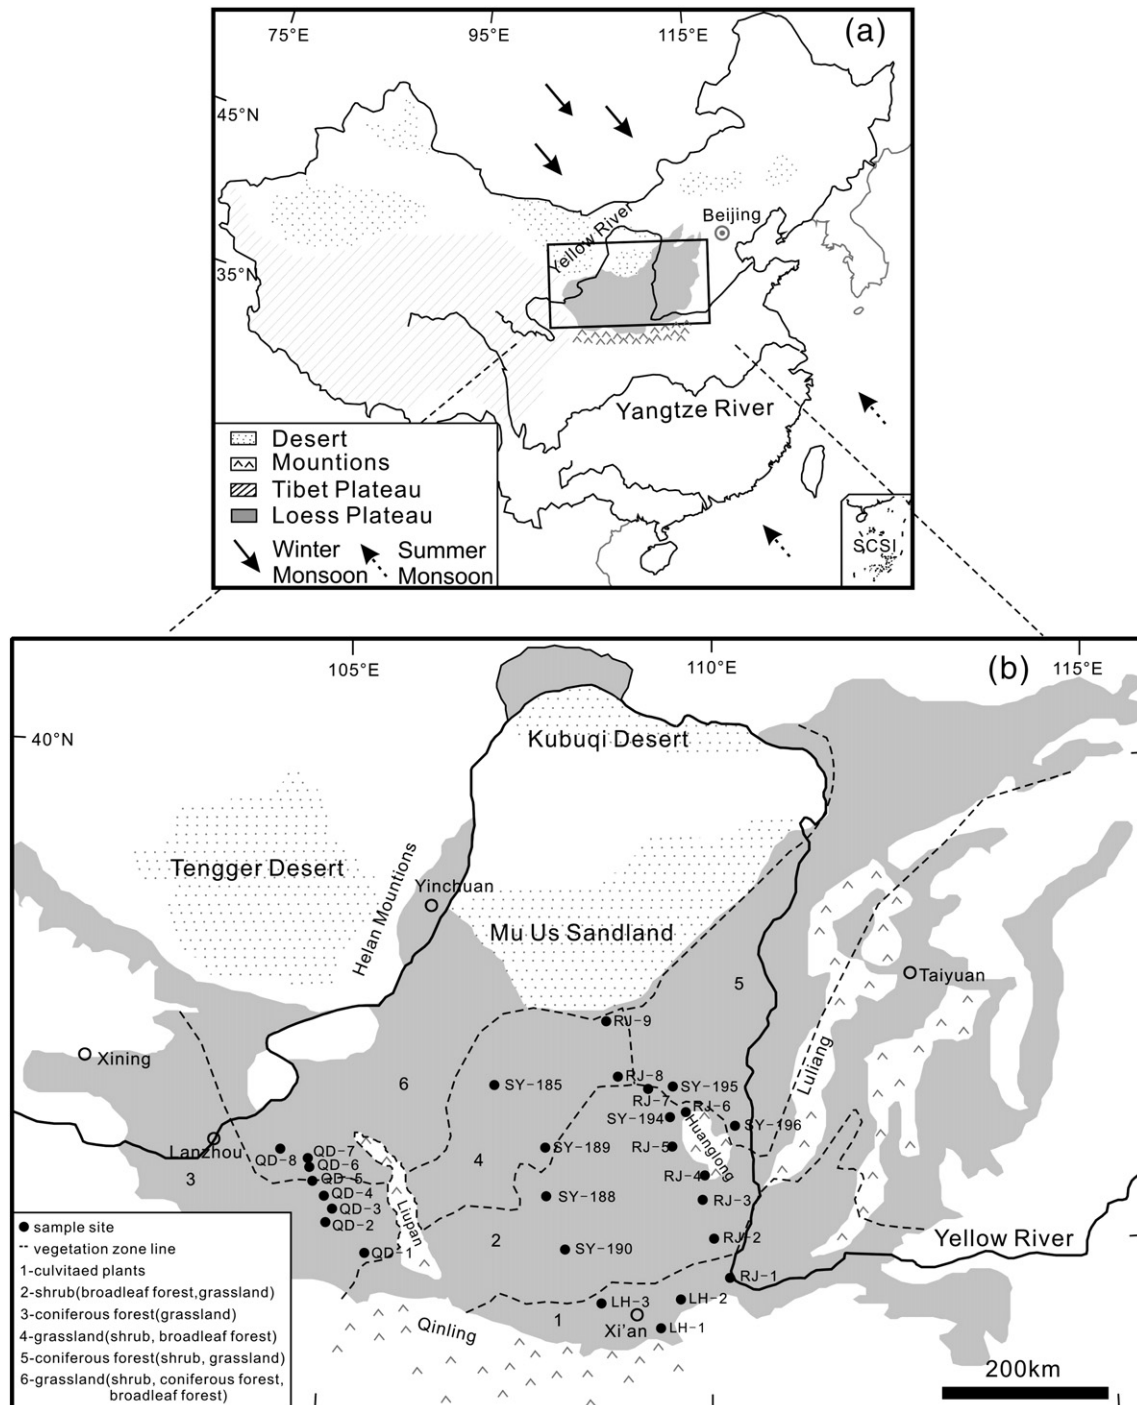 75°E
95°E
115°E
(a)
45°N
35°N
Yellow River
Beijing
Yangtze River
Desert
Mountions
Tibet Plateau
Loess Plateau
Winter
Monsoon
Summer
Monsoon
SCSI
105°E
110°E
115°E
(b)
40°N
Kubuqi Desert
Tengger Desert
Helan Mountions
Yinchuan
Mu Us Sandland
5
Taiyuan
Luliang
RJ-9
Xining
6
SY-185
RJ-8
RJ-7
SY-195
RJ-6
SY-194
SY-196
Huanglong
Lanzhou
QD-8
QD-7
QD-6
QD-5
QD-4
QD-3
QD-2
QD-1
3
4
SY-189
RJ-5
RJ-4
SY-188
RJ-3
Liupan
2
SY-190
RJ-2
Yellow River
RJ-1
LH-3
LH-2
1
Xi'an
LH-1
Qinling
sample site
vegetation zone line
1-culvitaed plants
2-shrub(broadleaf forest,grassland)
3-coniferous forest(grassland)
4-grassland(shrub, broadleaf forest)
5-coniferous forest(shrub, grassland)
6-grassland(shrub, coniferous forest,
broadleaf forest)
200km